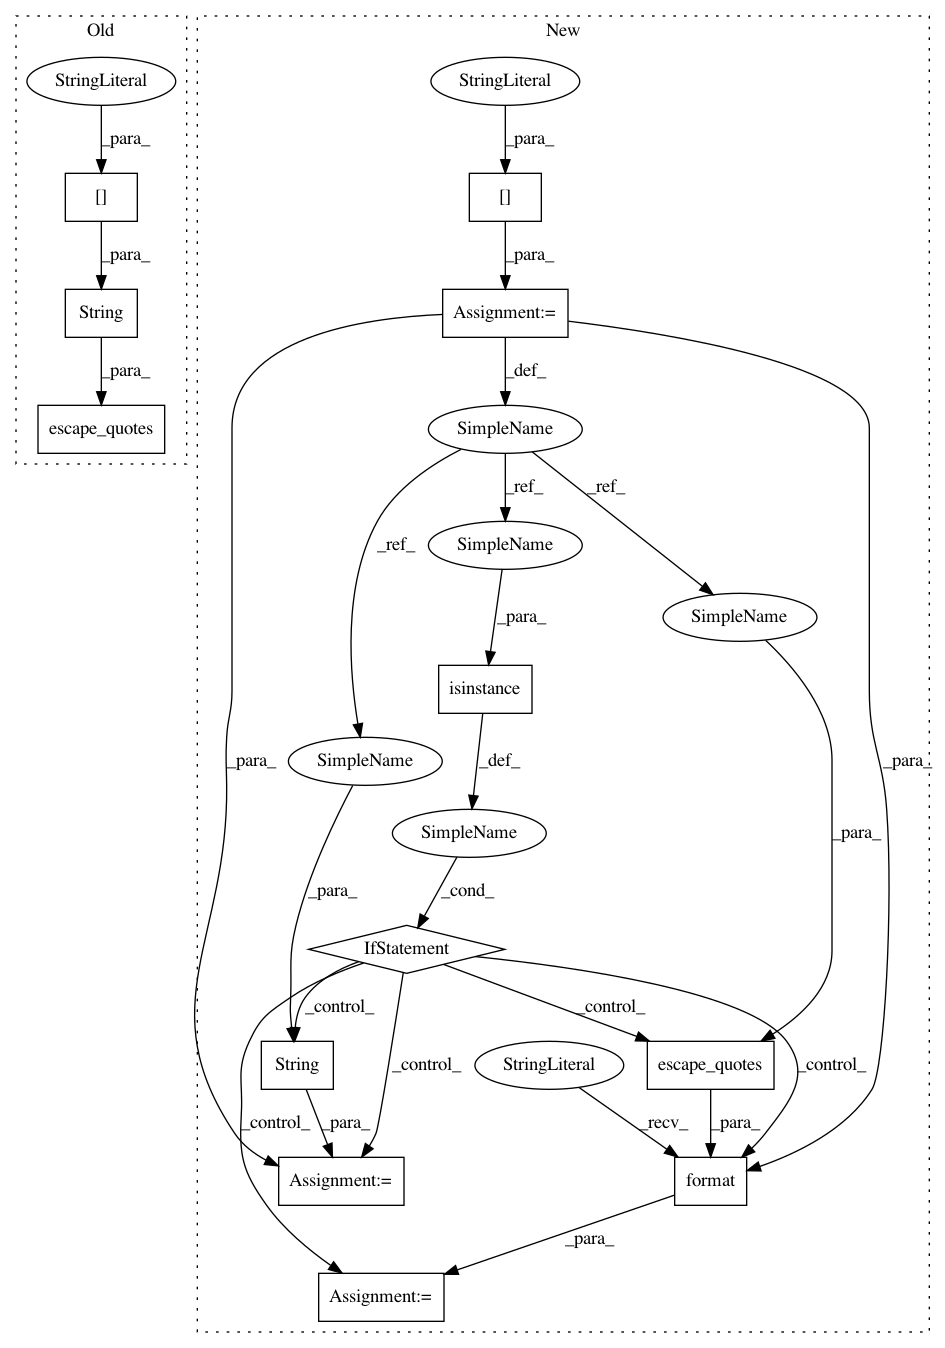 Old
New
StringLiteral
StringLiteral
_para_
_para_
[]
[]
_para_
_para_
String
Assignment:=
_para_
_def_
escape_quotes
SimpleName
_ref_
_ref_
_ref_
SimpleName
SimpleName
_para_
isinstance
SimpleName
_para_
_def_
_para_
SimpleName
_para_
_para_
_cond_
IfStatement
_control_
_control_
_control_
_control_
_control_
String
StringLiteral
escape_quotes
_para_
_recv_
_para_
Assignment:=
format
_para_
Assignment:=